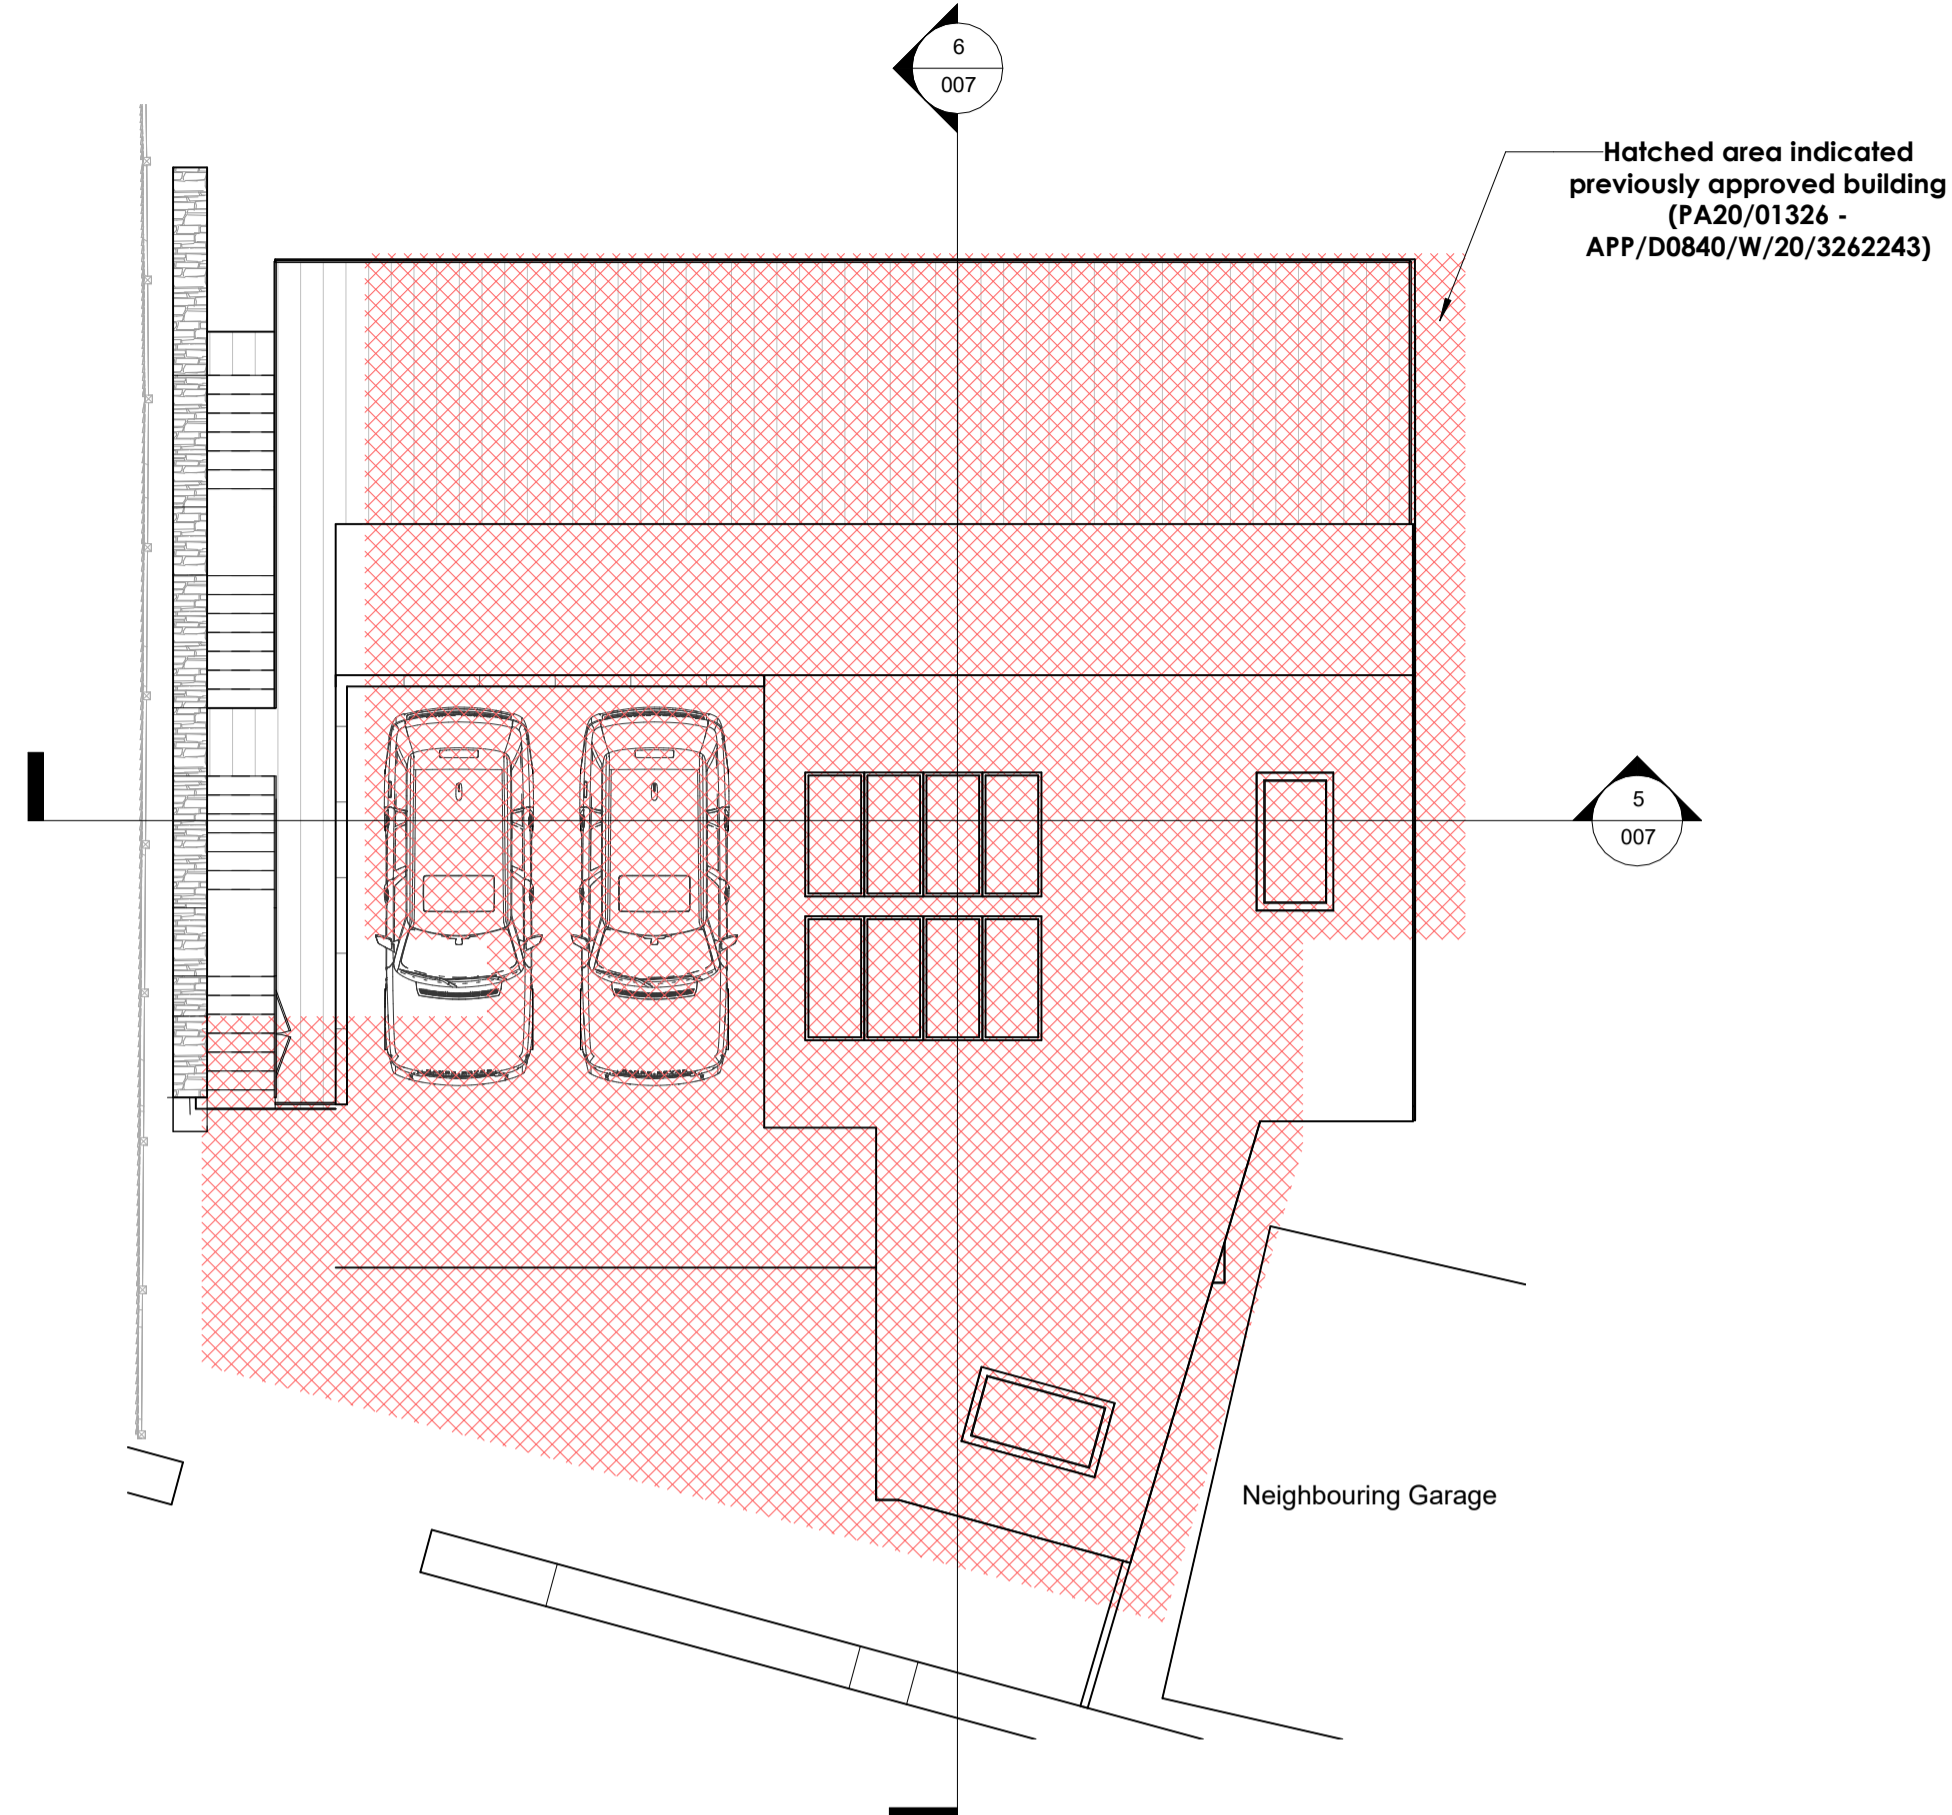 6
007
Hatched area indicated
previously approved building
(PA20/01326 -
APP/D0840/W/20/3262243)
5
007
Neighbouring Garage